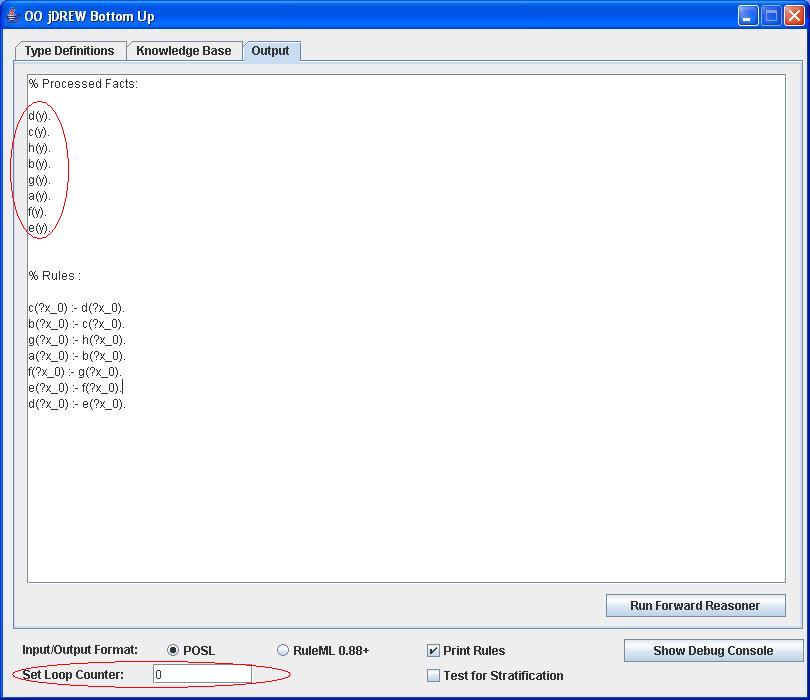 OO jDREW Bottom Up
Type Definitions Knowledge Base Output
% Processed Facts:
d(y).
c(y).
h(y).
b(y).
g(y).
a(y).
f(y).
e(y).
% Rules :
c(?x_0) :- d(?x_0).
b(?x_0) :- c(?x_0).
g(?x_0) :- h(?x_0).
a(?x_0) :- b(?x_0).
f(?x_0) :- g(?x_0).
e(?x_0) :- f(?x_0).
d(?x_0) :- e(?x_0).
Run Forward Reasoner
Input/Output Format: POSL RuleML 0.88+ Print Rules Show Debug Console
Set Loop Counter: 0 Test for Stratification